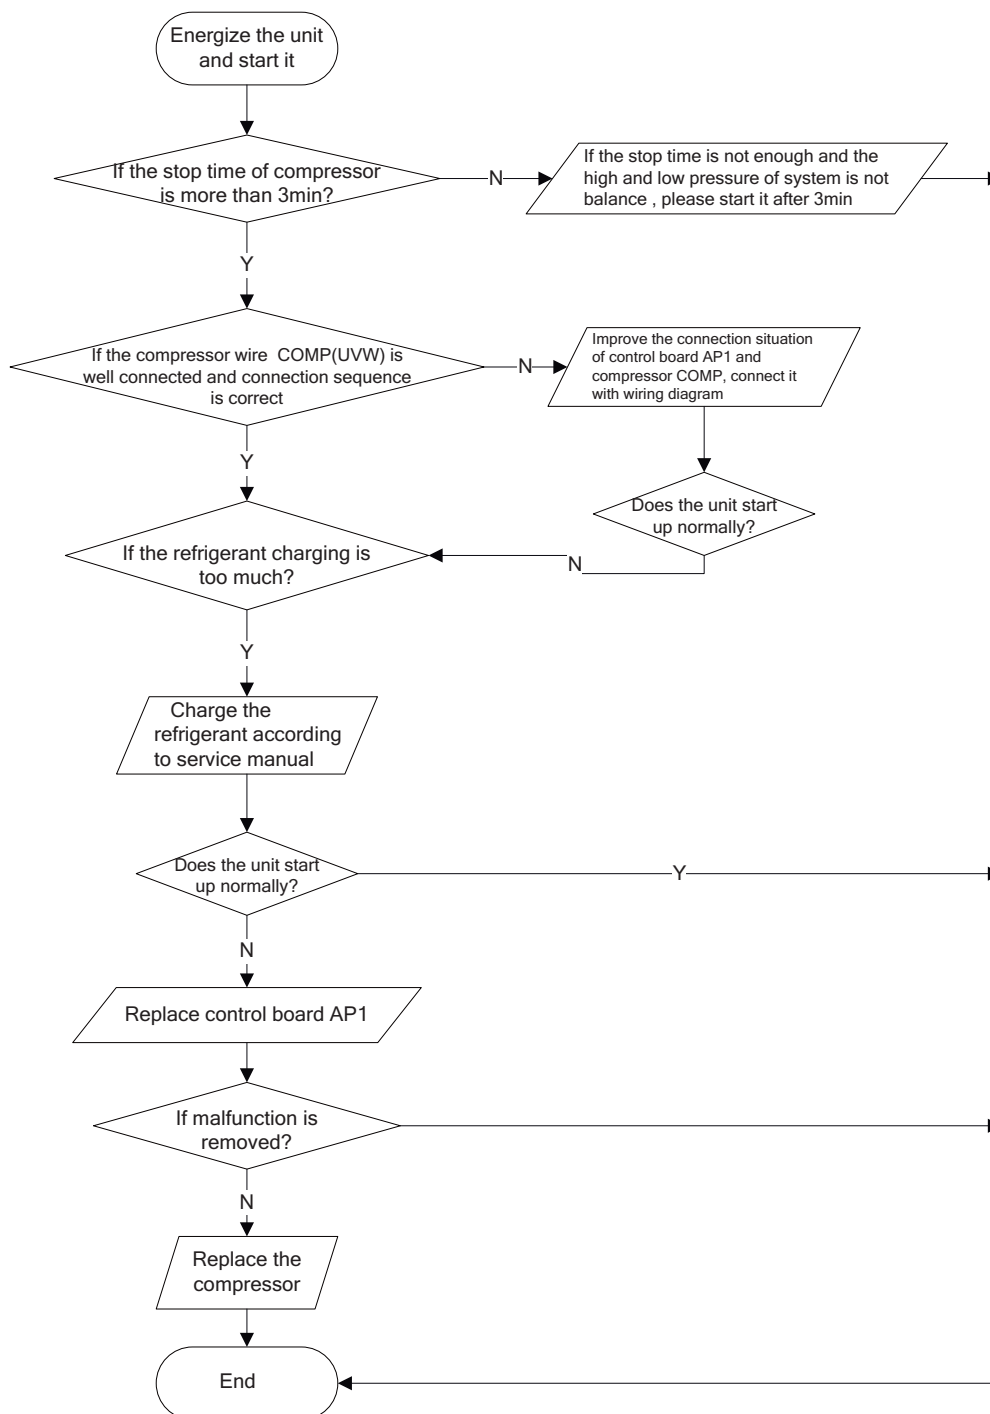 Energize the unit
and start it
If the stop time of compressor
is more than 3min?
N
If the stop time is not enough and the
high and low pressure of system is not
balance , please start it after 3min
Y
If the compressor wire COMP(UVW) is
well connected and connection sequence
is correct
N
Improve the connection situation
of control board AP1 and
compressor COMP, connect it
with wiring diagram
Y
Does the unit start
up normally?
If the refrigerant charging is
too much?
N
Y
Charge the
refrigerant according
to service manual
Does the unit start
up normally?
Y
N
Replace control board AP1
If malfunction is
removed?
N
Replace the
compressor
End